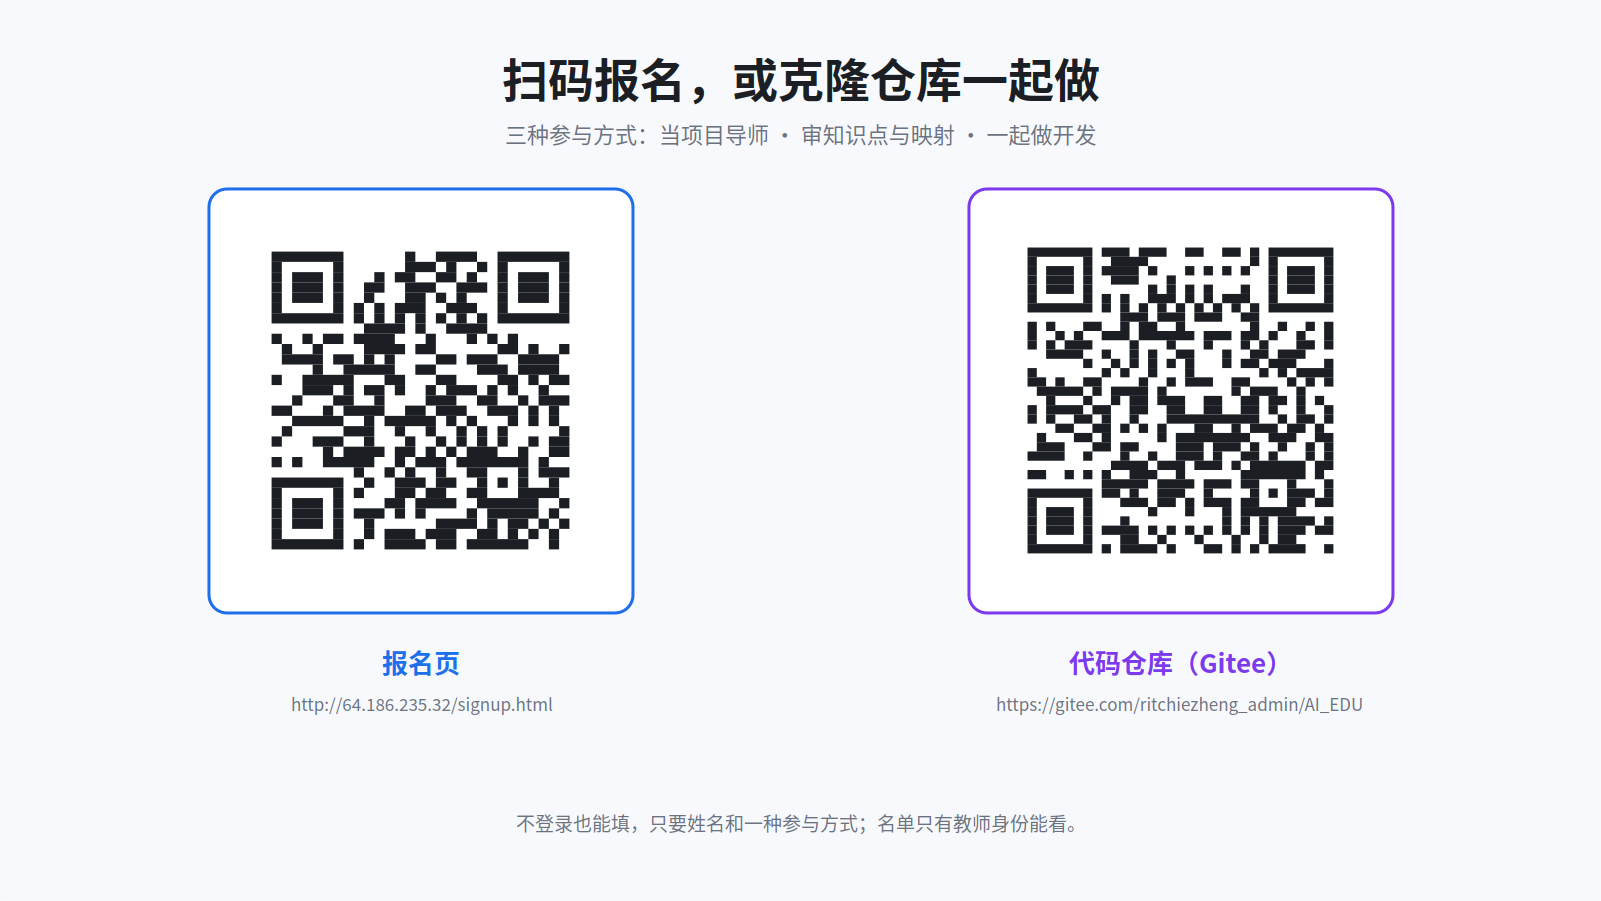 扫码报名，或克隆仓库一起做
三种参与方式：当项目导师 · 审知识点与映射 · 一起做开发
报名页
http://64.186.235.32/signup.html
代码仓库（Gitee）
https://gitee.com/ritchiezheng_admin/AI_EDU
不登录也能填，只要姓名和一种参与方式；名单只有教师身份能看。